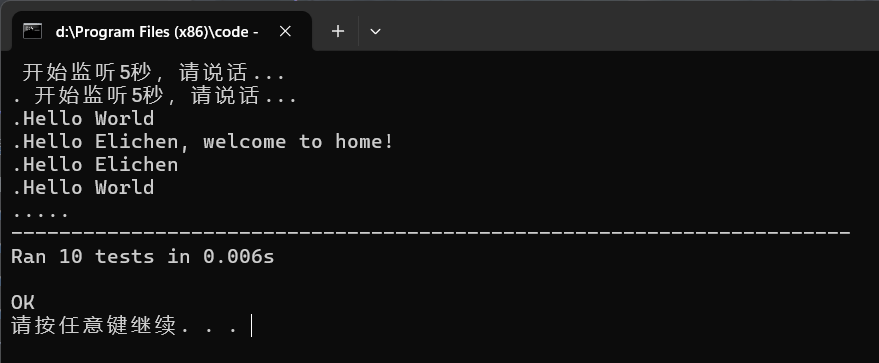 d:\Program Files (x86)\code -
开始监听5秒，请说话...
. 开始监听5秒，请说话...
.Hello World
.Hello Elichen, welcome to home!
.Hello Elichen
.Hello World
.....
----------------------------------------------------------------------
Ran 10 tests in 0.006s
OK
请按任意键继续. . .